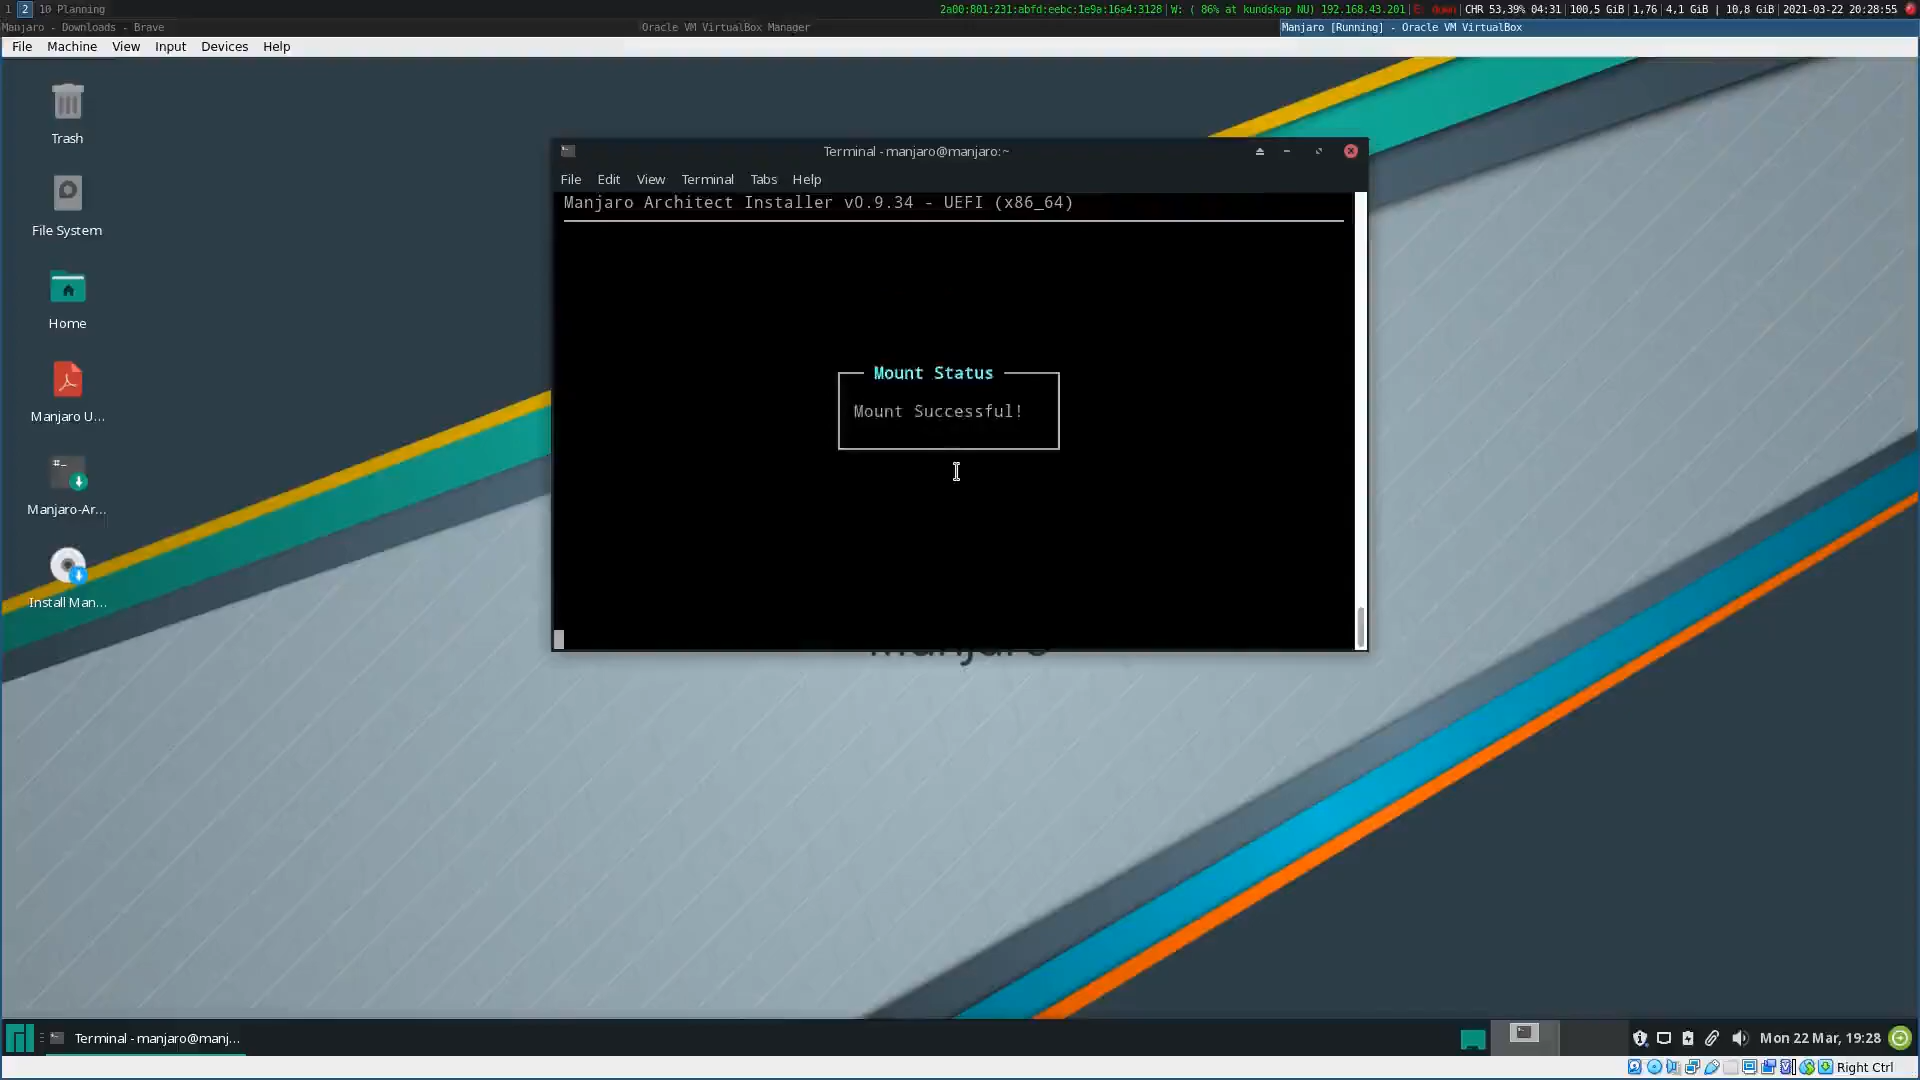 1 2 10 Planning
2a00:801:231:abfd:eebc:1e9a:16a4:3128 | W: ( 86% at kundskap NU) 192.168.43.201 | E: down | CHR 53,39% 04:31 | 100,5 GiB | 1,76 | 4,1 GiB | 10,8 GiB | 2021-03-22 20:28:55
Manjaro - Downloads - Brave
Oracle VM VirtualBox Manager
Manjaro [Running] - Oracle VM VirtualBox
File Machine View Input Devices Help
Trash
File System
Home
Manjaro U...
Manjaro-Ar...
Install Man...
Terminal - manjaro@manjaro:~
File Edit View Terminal Tabs Help
Manjaro Architect Installer v0.9.34 - UEFI (x86_64)
Mount Status
Mount Successful!
Manjaro
Terminal - manjaro@manj...
Mon 22 Mar, 19:28
Right Ctrl